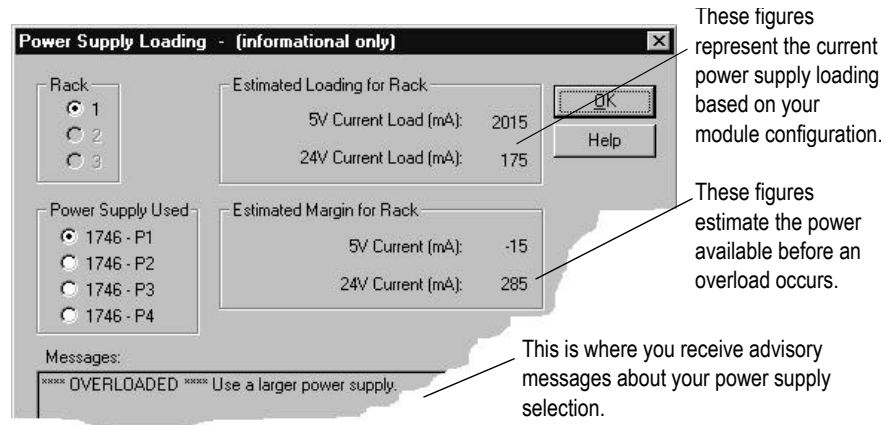 Power Supply Loading - (informational only)
Rack
1
2
3
Estimated Loading for Rack
5V Current Load (mA): 2015
24V Current Load (mA): 175
OK
Help
Power Supply Used
1746 - P1
1746 - P2
1746 - P3
1746 - P4
Estimated Margin for Rack
5V Current (mA): -15
24V Current (mA): 285
Messages:
**** OVERLOADED **** Use a larger power supply.
These figures
represent the current
power supply loading
based on your
module configuration.
These figures
estimate the power
available before an
overload occurs.
This is where you receive advisory
messages about your power supply
selection.